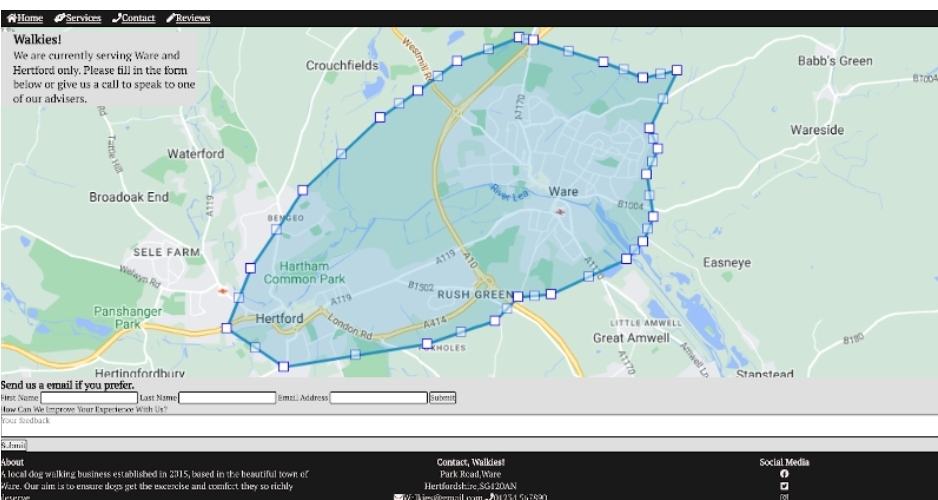 Home Services Contact Reviews
Walkies!
We are currently serving Ware and
Hertford only. Please fill in the form
below or give us a call to speak to one
of our advisers.
Westmill Rd
Crouchfields
Babb's Green
B1004
A1170
Wareside
Waterford
Broadoak End
A119
River Lea
Ware
BENGEO
B1004
SELE FARM
Welwyn Rd
Hartham
Common Park
A119
A10
Easneye
B1502
RUSH GREEN
A119
Panshanger
Park
Hertford
London Rd
A414
LITTLE AMWELL
Great Amwell
B180
FOXHOLES
A1170
Amwell Ln
Hertingfordbury
Stanstead
Send us a email if you prefer.
First Name Last Name Email Address Submit
How Can We Improve Your Experience With Us?
Your feedback
Submit
About
A local dog walking business established in 2015, based in the beautiful town of
Ware. Our aim is to ensure dogs get the excercise and comfort they so richly
deserve
Contact, Walkies!
Park Road,Ware
Hertfordshire,SG120AN
Walkies@email.com 01234 567890
Social Media